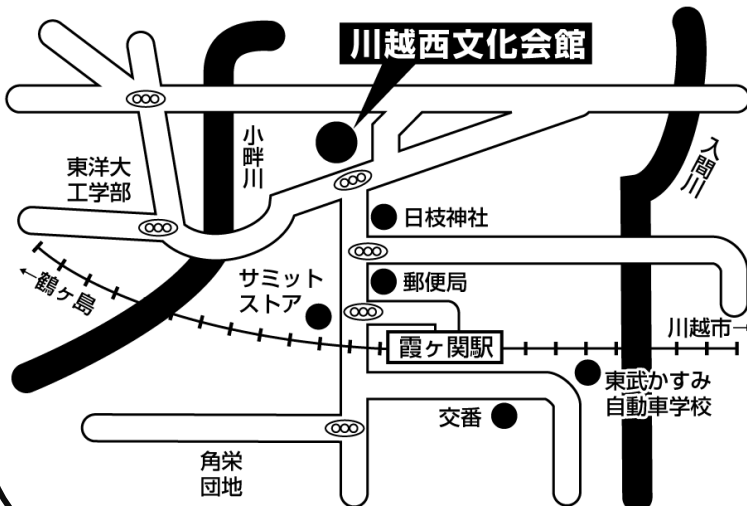 川越西文化会館
小畔川
入間川
東洋大
工学部
日枝神社
←鶴ヶ島
サミット
ストア
郵便局
川越市→
霞ヶ関駅
東武かすみ
自動車学校
交番
角栄
団地